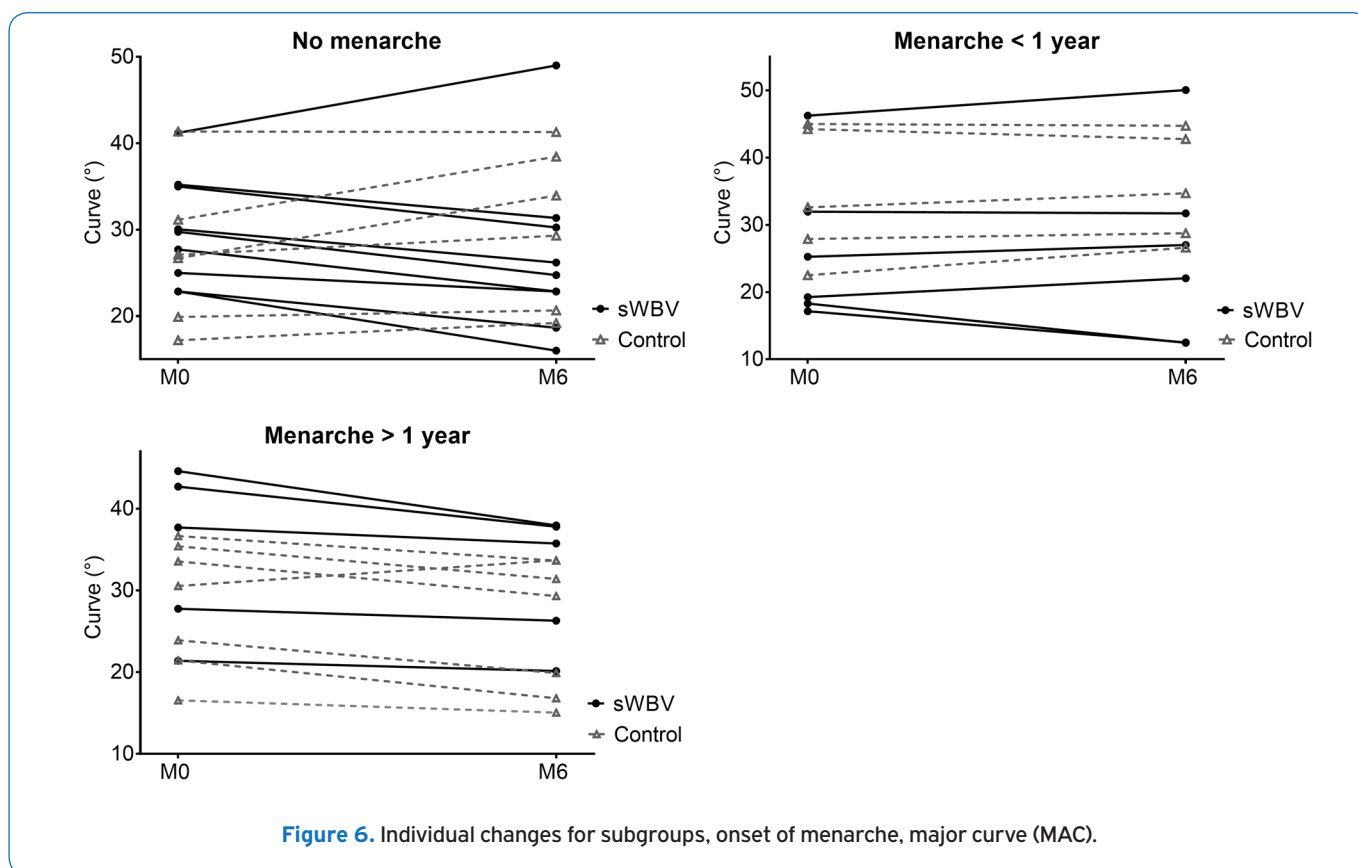 No menarche
50
40
30
20
Curve (°)
M0
M6
sWBV
Control
Menarche < 1 year
50
40
30
20
10
Curve (°)
M0
M6
sWBV
Control
Menarche > 1 year
40
30
20
10
Curve (°)
M0
M6
sWBV
Control
Figure 6. Individual changes for subgroups, onset of menarche, major curve (MAC).